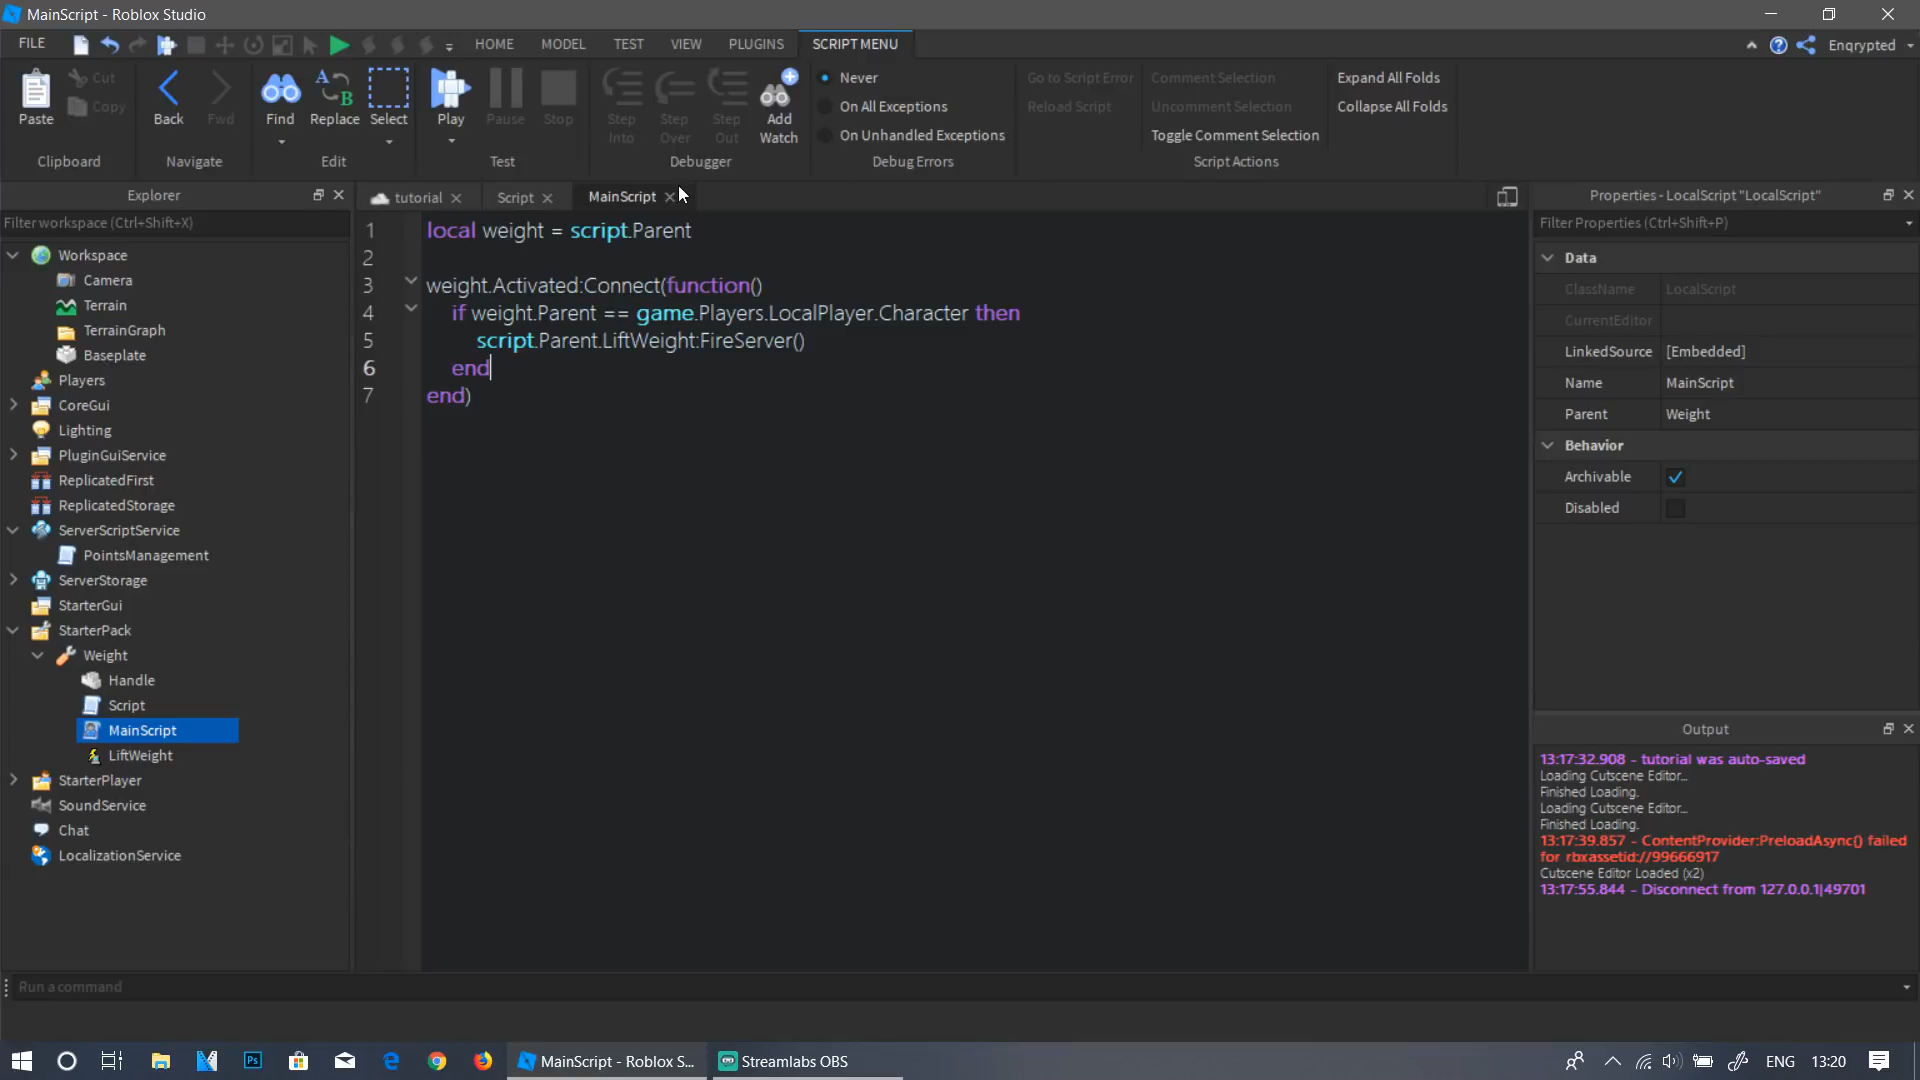 MainScript - Roblox Studio
FILE
HOME
MODEL
TEST
VIEW
PLUGINS
SCRIPT MENU
Enqrypted
Paste
Cut
Copy
Clipboard
Back
Fwd
Navigate
Find
Replace
Select
Edit
Play
Pause
Stop
Test
Step Into
Step Over
Step Out
Add Watch
Debugger
Never
On All Exceptions
On Unhandled Exceptions
Debug Errors
Go to Script Error
Reload Script
Comment Selection
Uncomment Selection
Toggle Comment Selection
Script Actions
Expand All Folds
Collapse All Folds
Explorer
Filter workspace (Ctrl+Shift+X)
Workspace
Camera
Terrain
TerrainGraph
Baseplate
Players
CoreGui
Lighting
PluginGuiService
ReplicatedFirst
ReplicatedStorage
ServerScriptService
PointsManagement
ServerStorage
StarterGui
StarterPack
Weight
Handle
Script
MainScript
LiftWeight
StarterPlayer
SoundService
Chat
LocalizationService
tutorial
Script
MainScript
1 local weight = script.Parent
2
3 weight.Activated:Connect(function()
4 if weight.Parent == game.Players.LocalPlayer.Character then
5 script.Parent.LiftWeight:FireServer()
6 end
7 end)
Properties - LocalScript "LocalScript"
Filter Properties (Ctrl+Shift+P)
Data
ClassName LocalScript
CurrentEditor
LinkedSource [Embedded]
Name MainScript
Parent Weight
Behavior
Archivable
Disabled
Output
13:17:32.908 - tutorial was auto-saved
Loading Cutscene Editor...
Finished Loading.
Loading Cutscene Editor...
Finished Loading.
13:17:39.857 - ContentProvider:PreloadAsync() failed
for rbxassetid://99666917
Cutscene Editor Loaded (x2)
13:17:55.844 - Disconnect from 127.0.0.1|49701
Run a command
Ps
MainScript - Roblox S...
Streamlabs OBS
ENG
13:20